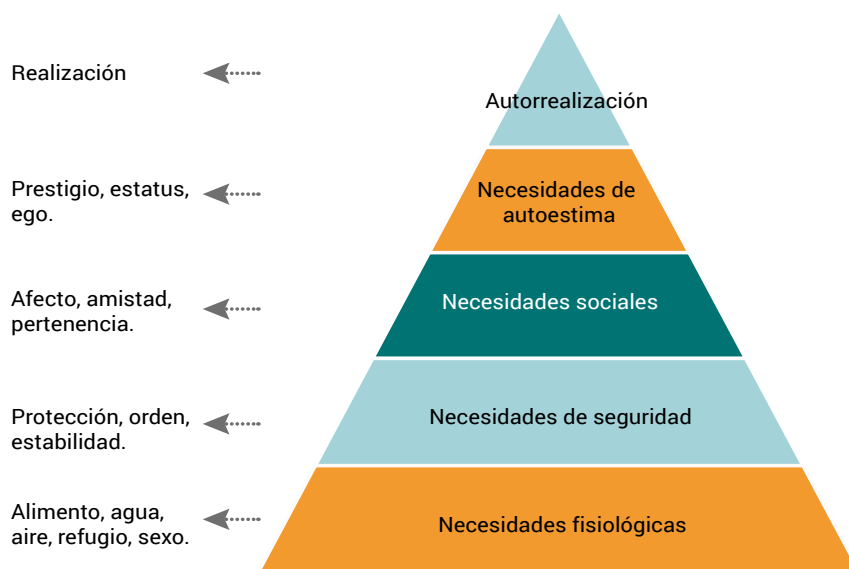 Realización
Autorrealización
Prestigio, estatus,
ego.
Necesidades de
autoestima
Afecto, amistad,
pertenencia.
Necesidades sociales
Protección, orden,
estabilidad.
Necesidades de seguridad
Alimento, agua,
aire, refugio, sexo.
Necesidades fisiológicas